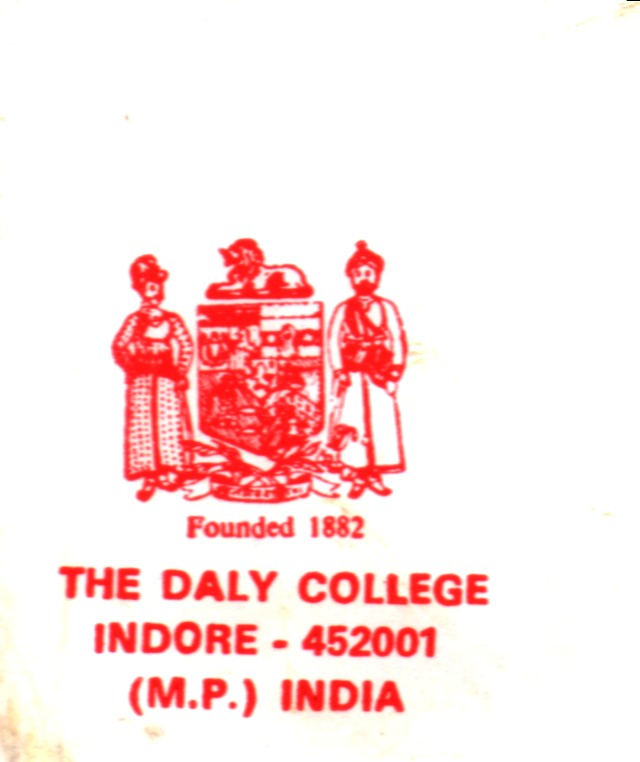 Founded 1882
THE DALY COLLEGE
INDORE - 452001
(M.P.) INDIA